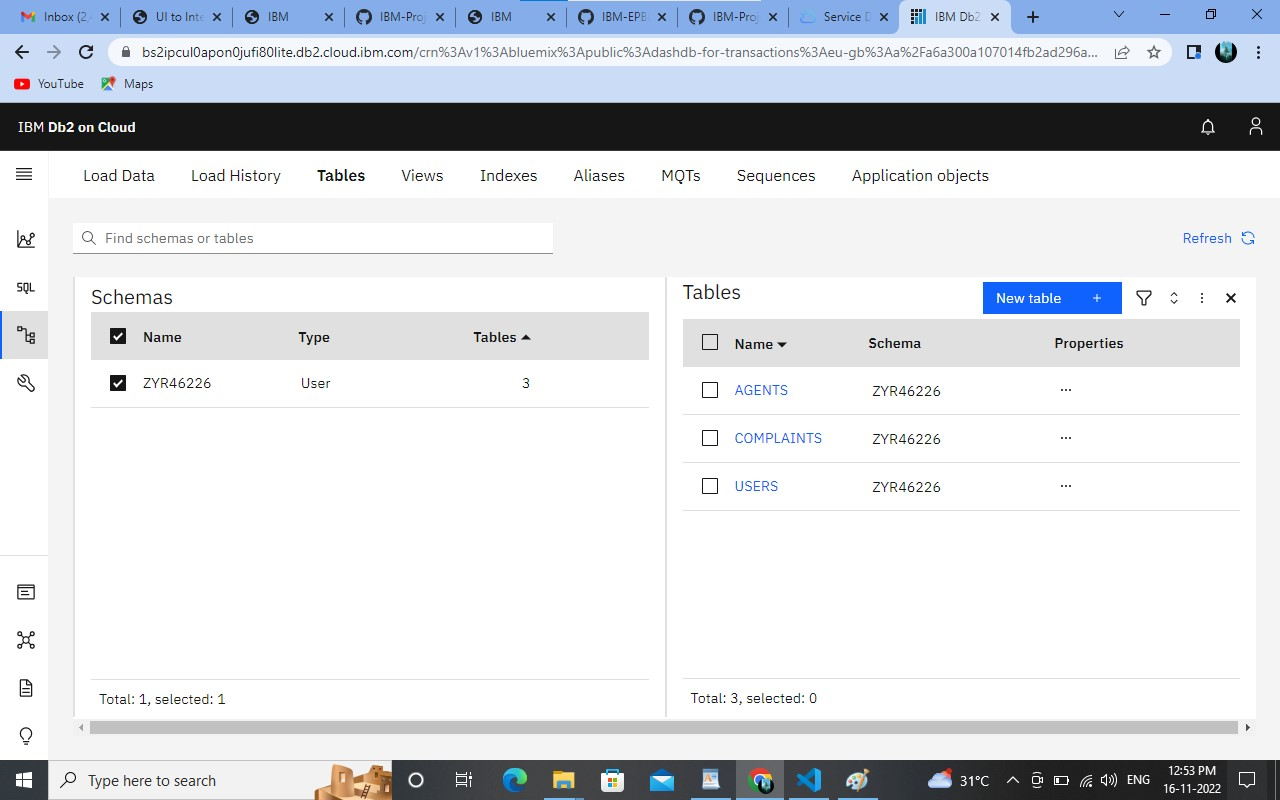 Inbox (2,
UI to Inte
IBM
IBM-Proj
IBM
IBM-EPB
IBM-Proj
Service D
IBM Db2
bs2ipcul0apon0jufi80lite.db2.cloud.ibm.com/crn%3Av1%3Abluemix%3Apublic%3Adashdb-for-transactions%3Aeu-gb%3Aa%2Fa6a300a107014fb2ad296a...
YouTube
Maps
IBM Db2 on Cloud
Load Data
Load History
Tables
Views
Indexes
Aliases
MQTs
Sequences
Application objects
SQL
Find schemas or tables
Refresh
Schemas
Name Type Tables
ZYR46226 User 3
Total: 1, selected: 1
Tables
New table +
Name Schema Properties
AGENTS ZYR46226 ...
COMPLAINTS ZYR46226 ...
USERS ZYR46226 ...
Total: 3, selected: 0
Type here to search
31°C
ENG
12:53 PM
16-11-2022